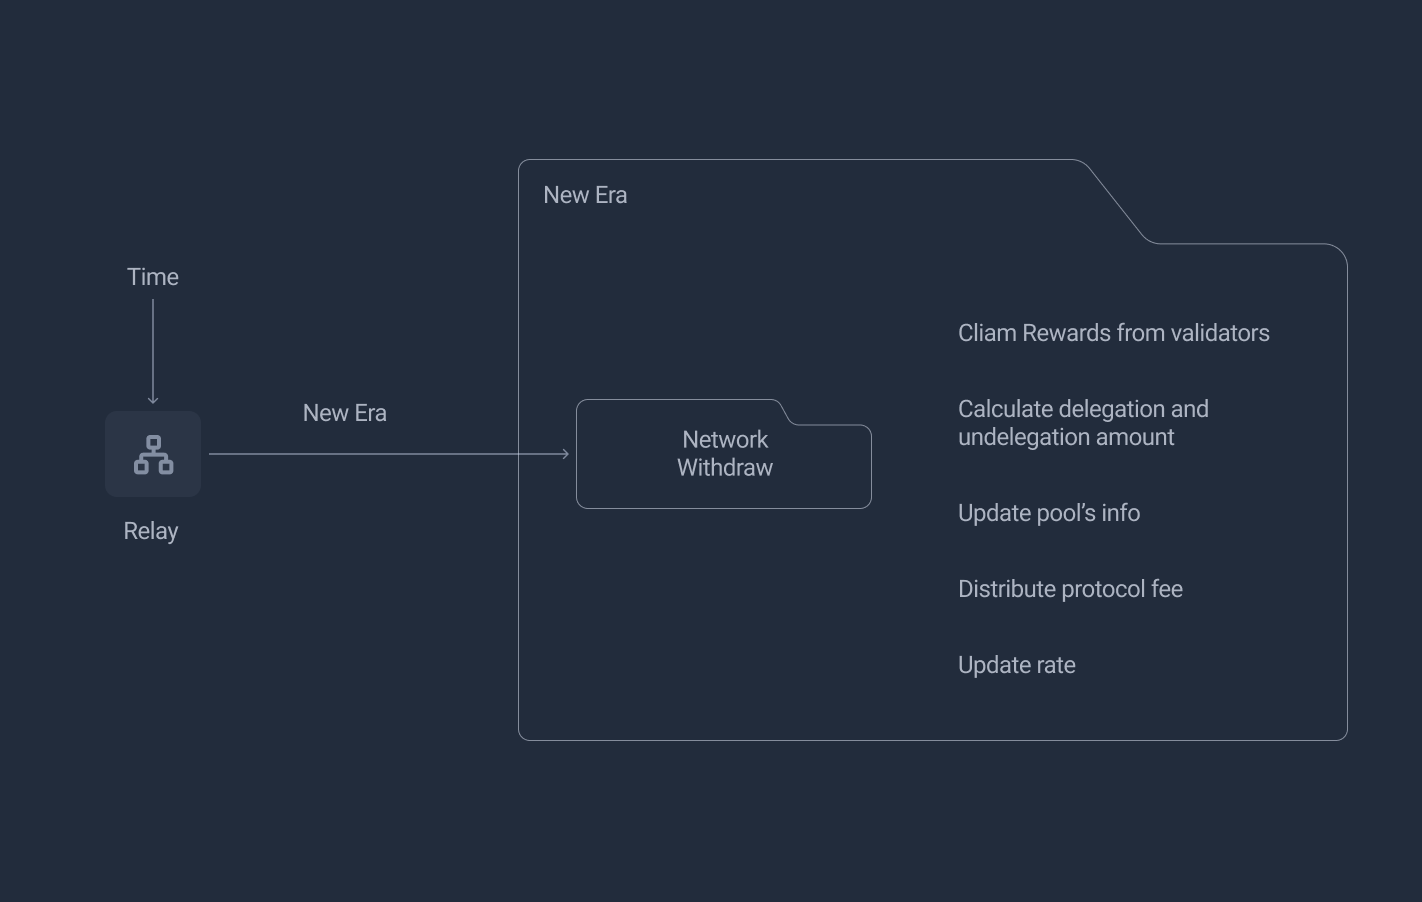 New Era
Time
Cliam Rewards from validators
New Era
Calculate delegation and
undelegation amount
Network
Withdraw
Relay
Update pool’s info
Distribute protocol fee
Update rate